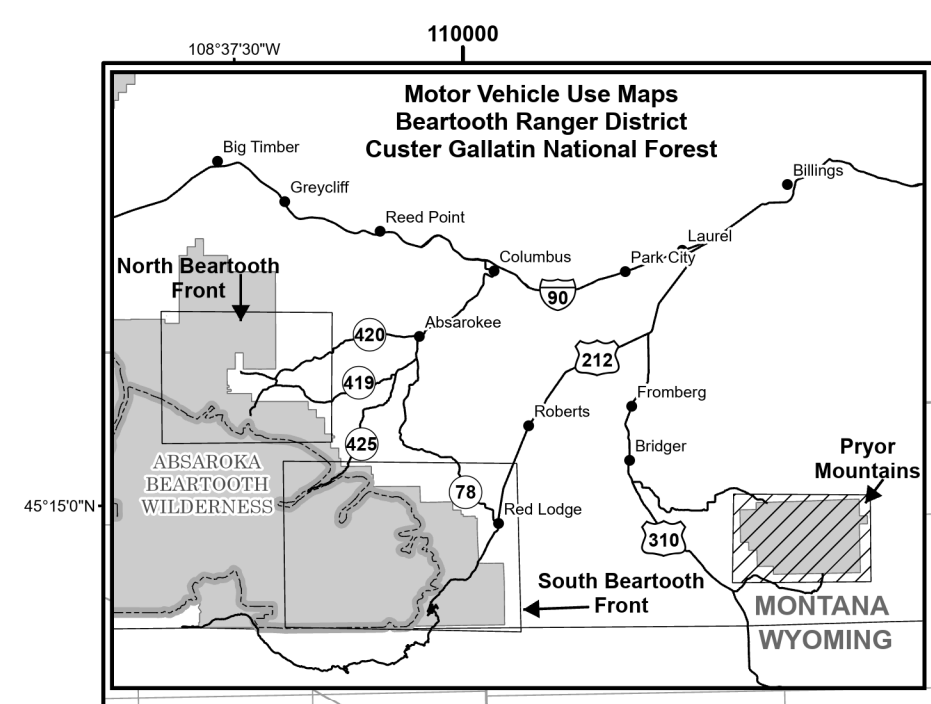 110000
108°37'30"W
Motor Vehicle Use Maps
Beartooth Ranger District
Custer Gallatin National Forest
Big Timber
Billings
Greycliff
Reed Point
Laurel
Columbus
Park City
North Beartooth
Front
90
Absarokee
420
212
419
Fromberg
Roberts
425
Bridger
Pryor
Mountains
ABSAROKA
BEARTOOTH
WILDERNESS
78
45°15'0"N
Red Lodge
310
South Beartooth
Front
MONTANA
WYOMING